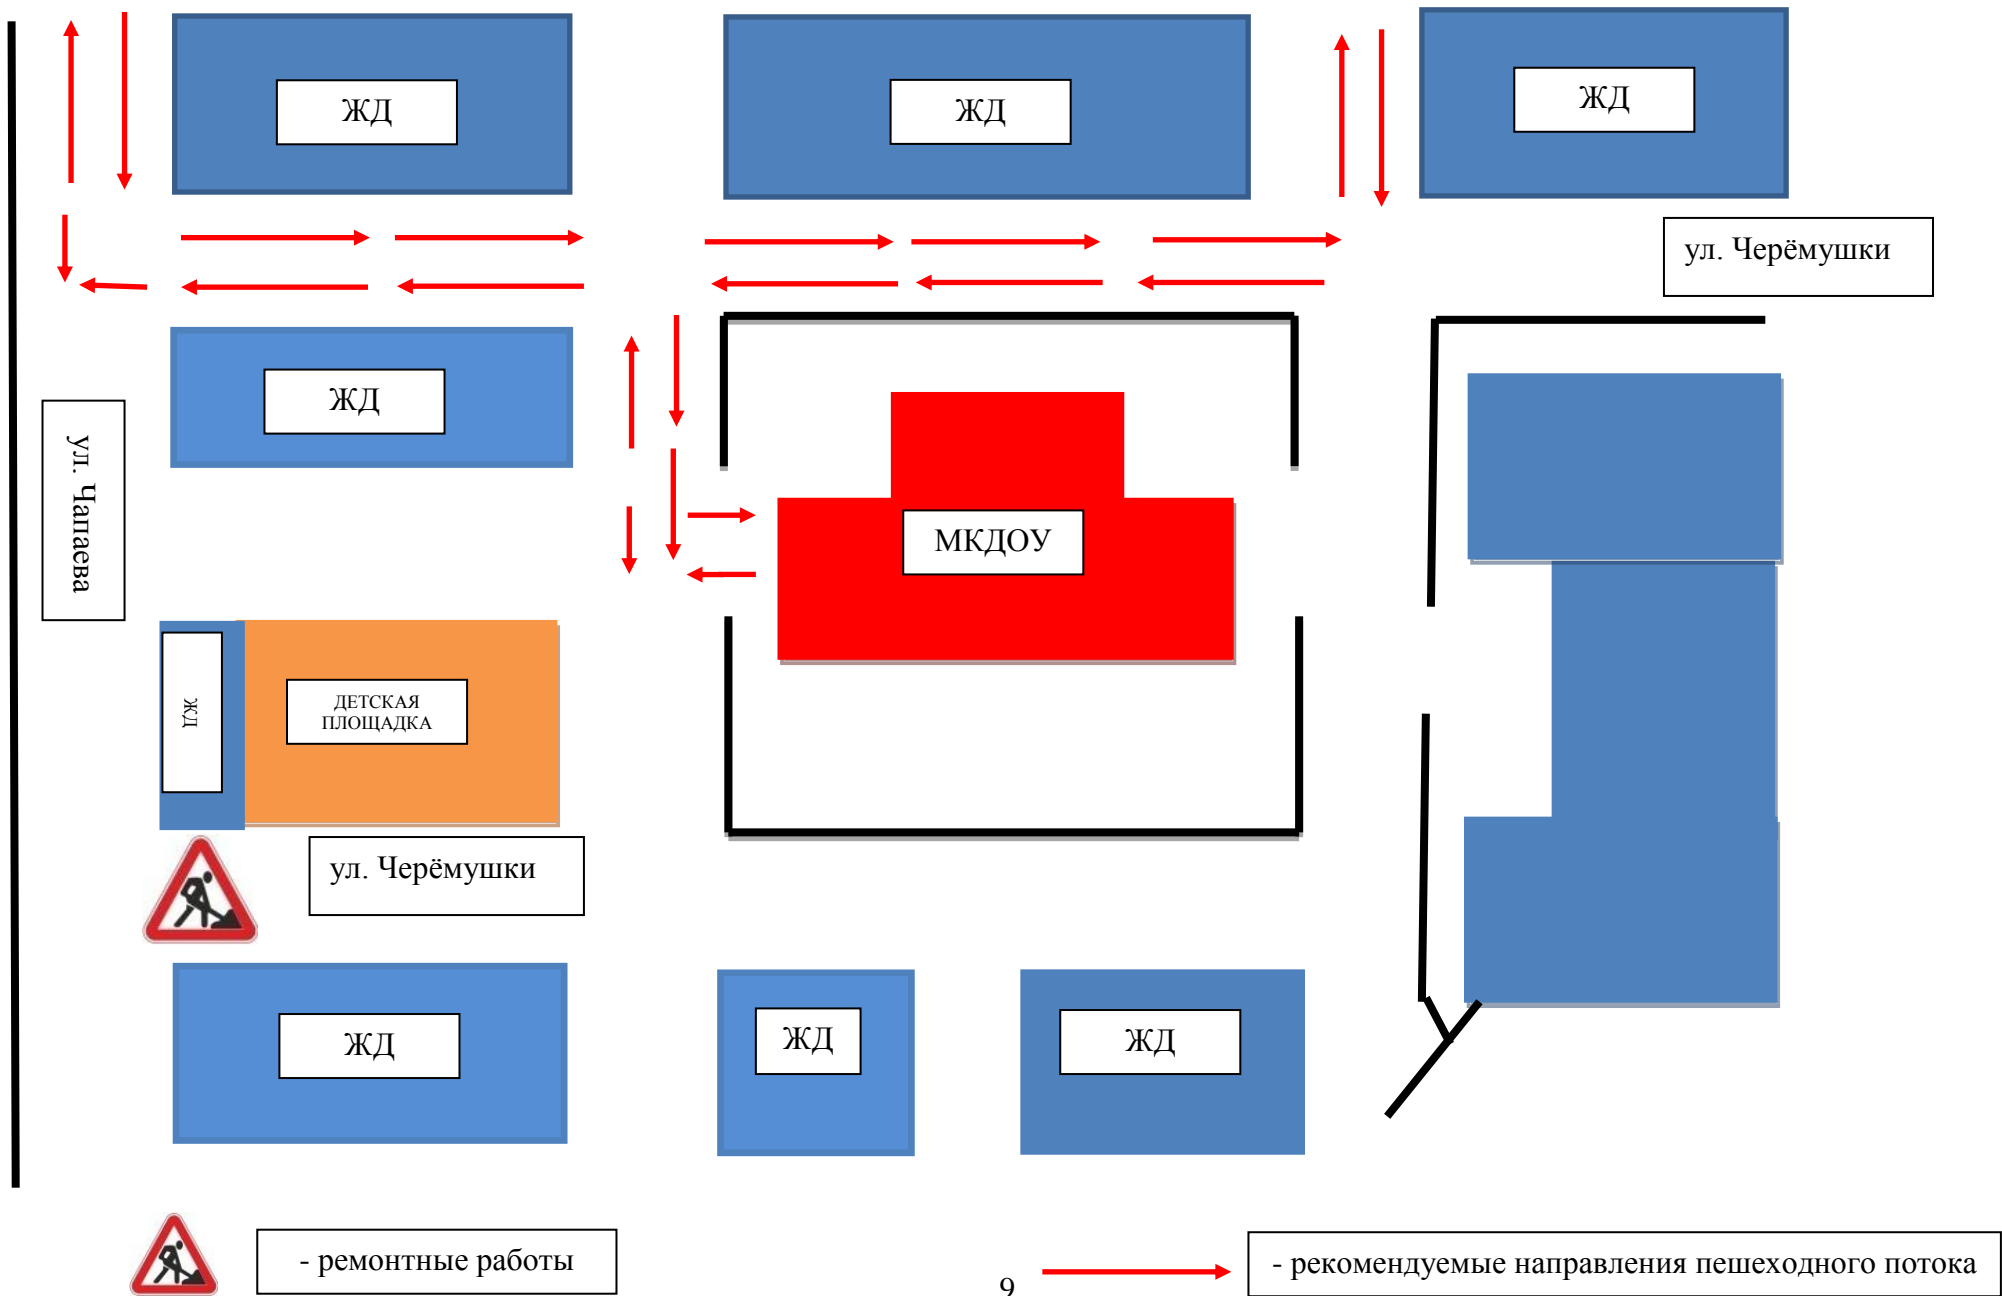 ЖД
ЖД
ЖД
ул. Черёмушки
ЖД
ул. Чапаева
МКДОУ
ЖД
ДЕТСКАЯ
ПЛОЩАДКА
ул. Черёмушки
ЖД
ЖД
ЖД
- ремонтные работы
9
- рекомендуемые направления пешеходного потока